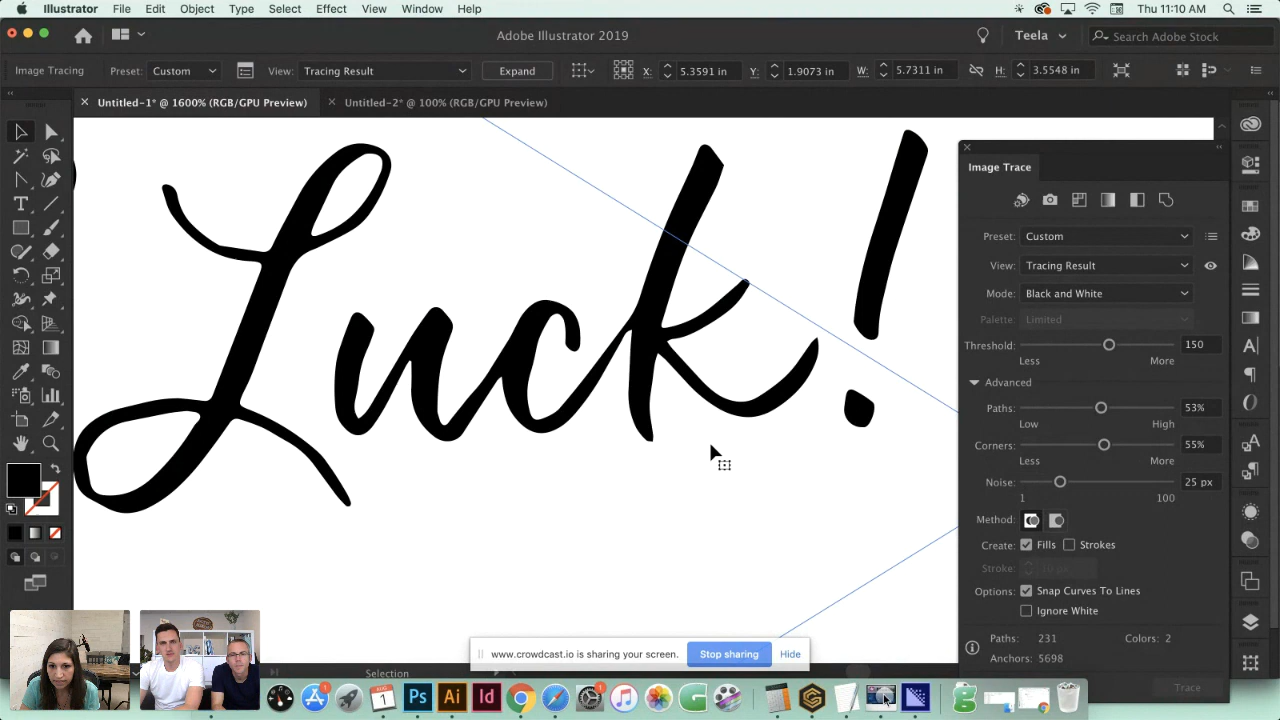 Illustrator File Edit Object Type Select Effect View Window Help Thu 11:10 AM
Adobe Illustrator 2019 Teela Search Adobe Stock
Image Tracing Preset: Custom View: Tracing Result Expand X: 5.3591 in Y: 1.9073 in W: 5.7311 in H: 3.5548 in
Untitled-1* @ 1600% (RGB/GPU Preview) Untitled-2* @ 100% (RGB/GPU Preview)
Luck!
Image Trace
Preset: Custom
View: Tracing Result
Mode: Black and White
Palette: Limited
Threshold: 150
Less More
Advanced
Paths: 53%
Low High
Corners: 55%
Less More
Noise: 25 px
1 100
Method:
Create: Fills Strokes
Stroke: 10 px
Options: Snap Curves To Lines
Ignore White
Paths: 231 Colors: 2
Anchors: 5698
Trace
www.crowdcast.io is sharing your screen. Stop sharing Hide
Selection
Ps Ai Id